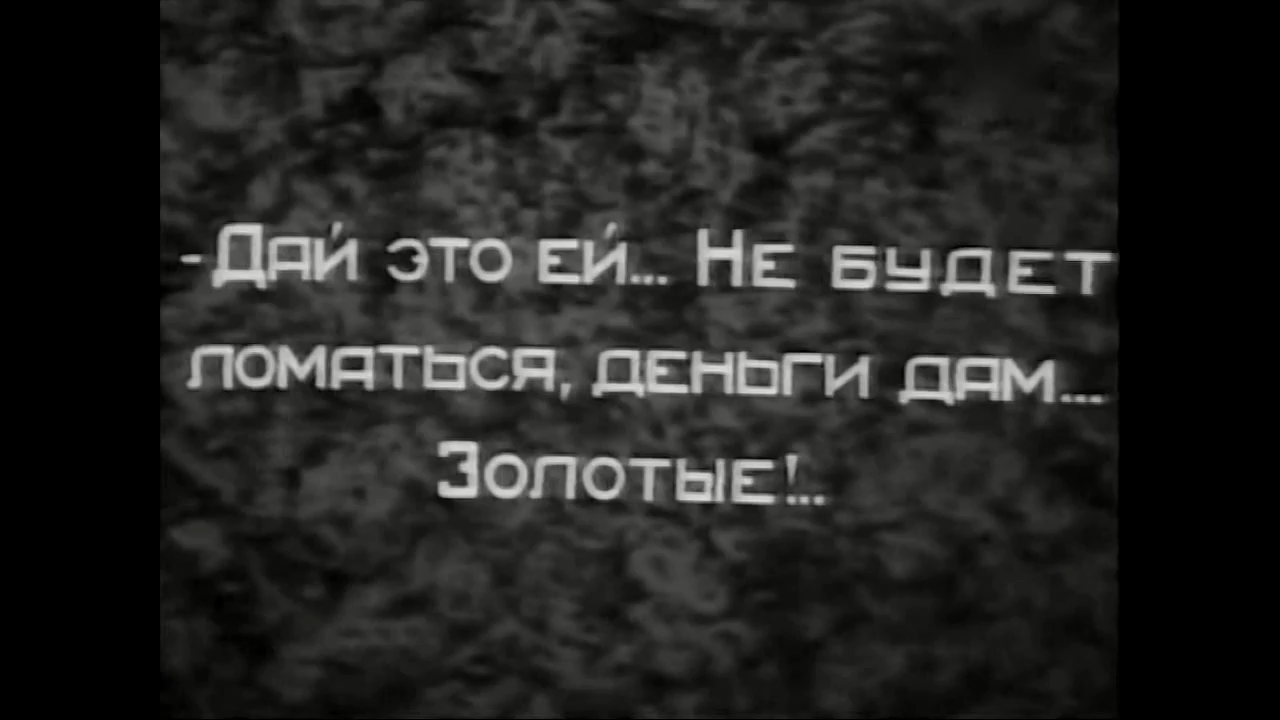 -Дай это ей... Не будет
ломаться, деньги дам...
Золотые!..